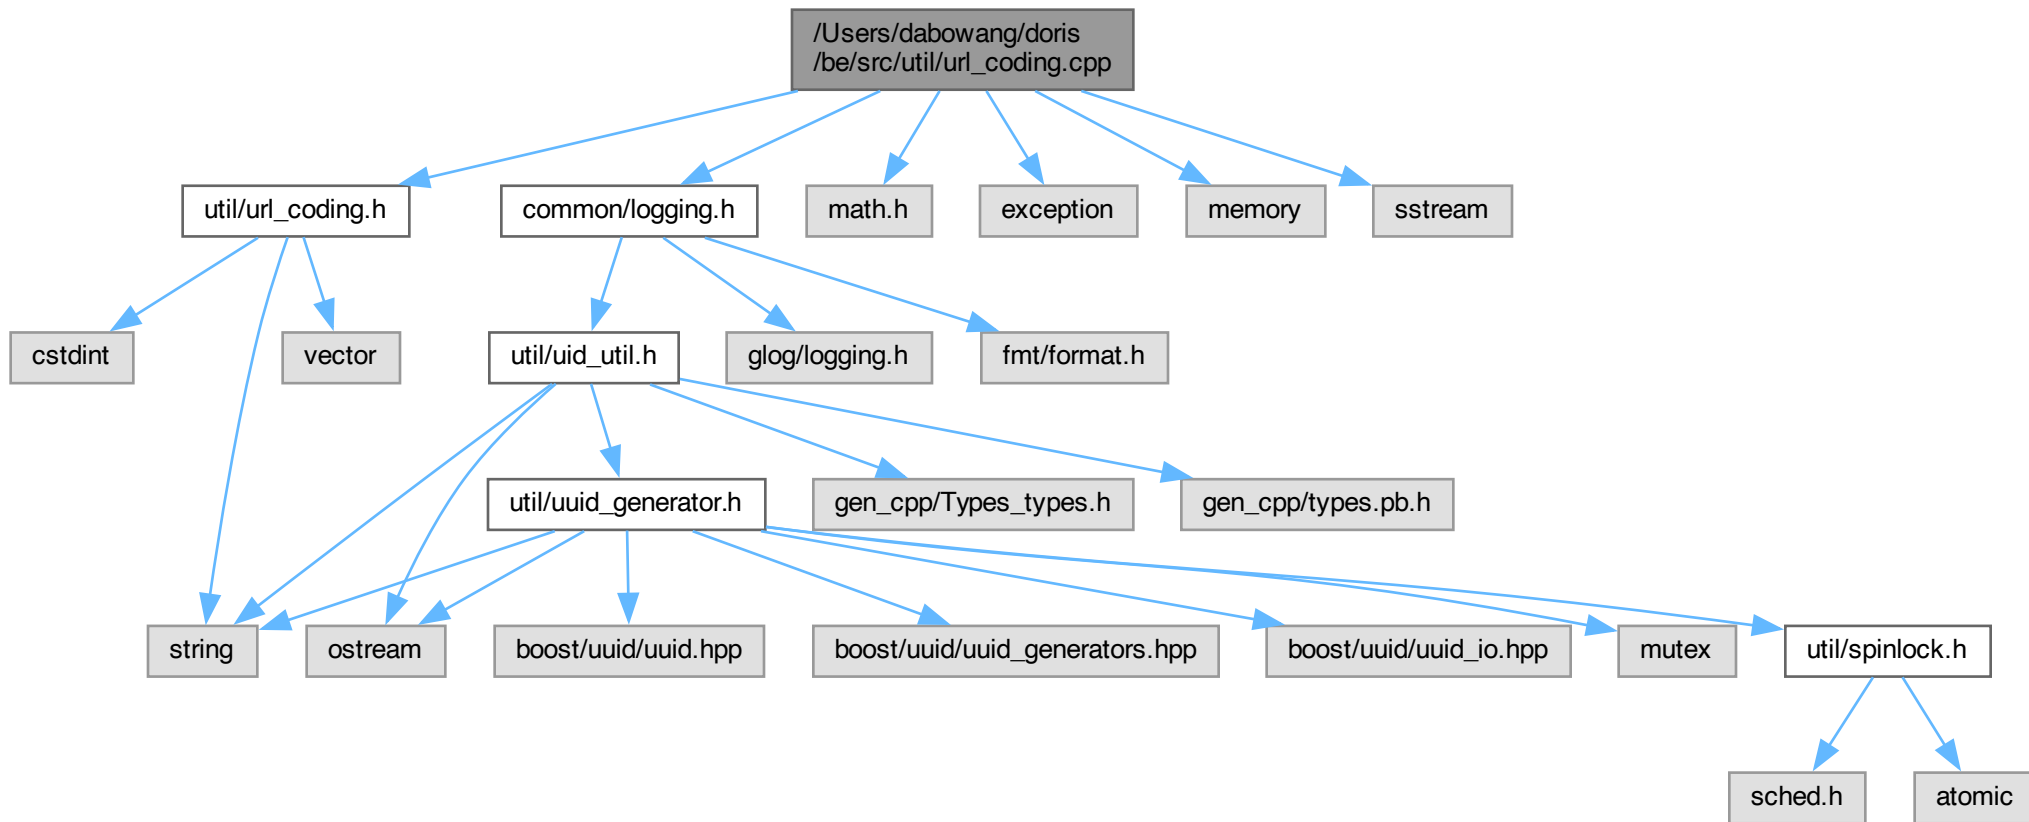 /Users/dabowang/doris
/be/src/util/url_coding.cpp
util/url_coding.h
common/logging.h
math.h
exception
memory
sstream
cstdint
vector
util/uid_util.h
glog/logging.h
fmt/format.h
util/uuid_generator.h
gen_cpp/Types_types.h
gen_cpp/types.pb.h
string
ostream
boost/uuid/uuid.hpp
boost/uuid/uuid_generators.hpp
boost/uuid/uuid_io.hpp
mutex
util/spinlock.h
sched.h
atomic